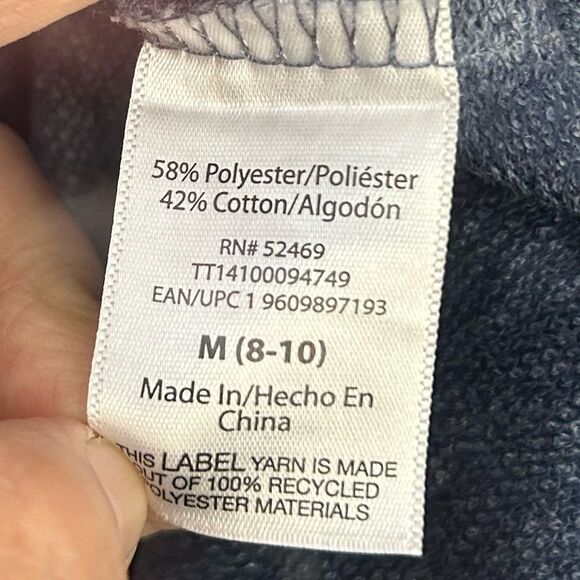 58% Polyester/Poliéster
42% Cotton/Algodón
RN# 52469
TT14100094749
EAN/UPC 1 9609897193
M (8-10)
Made In/Hecho En
China
THIS LABEL YARN IS MADE
OUT OF 100% RECYCLED
POLYESTER MATERIALS